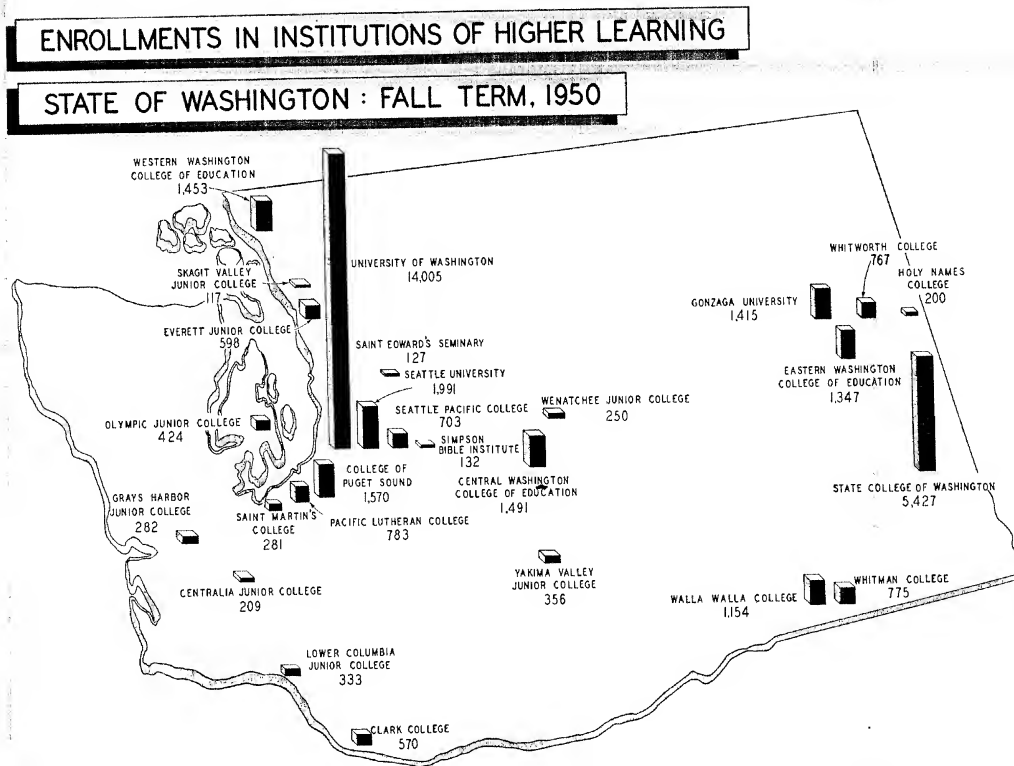 ENROLLMENTS IN INSTITUTIONS OF HIGHER LEARNING
STATE OF WASHINGTON : FALL TERM, 1950
WESTERN WASHINGTON
COLLEGE OF EDUCATION
1,453
UNIVERSITY OF WASHINGTON
14,005
SKAGIT VALLEY
JUNIOR COLLEGE
117
EVERETT JUNIOR COLLEGE
598
SAINT EDWARD'S SEMINARY
127
SEATTLE UNIVERSITY
1,991
SEATTLE PACIFIC COLLEGE
703
SIMPSON
BIBLE INSTITUTE
132
WENATCHEE JUNIOR COLLEGE
250
CENTRAL WASHINGTON
COLLEGE OF EDUCATION
1,491
WHITWORTH COLLEGE
767
HOLY NAMES
COLLEGE
200
GONZAGA UNIVERSITY
1,415
EASTERN WASHINGTON
COLLEGE OF EDUCATION
1,347
STATE COLLEGE OF WASHINGTON
5,427
OLYMPIC JUNIOR COLLEGE
424
COLLEGE OF
PUGET SOUND
1,570
PACIFIC LUTHERAN COLLEGE
783
SAINT MARTIN'S
COLLEGE
281
GRAYS HARBOR
JUNIOR COLLEGE
282
CENTRALIA JUNIOR COLLEGE
209
YAKIMA VALLEY
JUNIOR COLLEGE
356
WALLA WALLA COLLEGE
1,154
WHITMAN COLLEGE
775
LOWER COLUMBIA
JUNIOR COLLEGE
333
CLARK COLLEGE
570